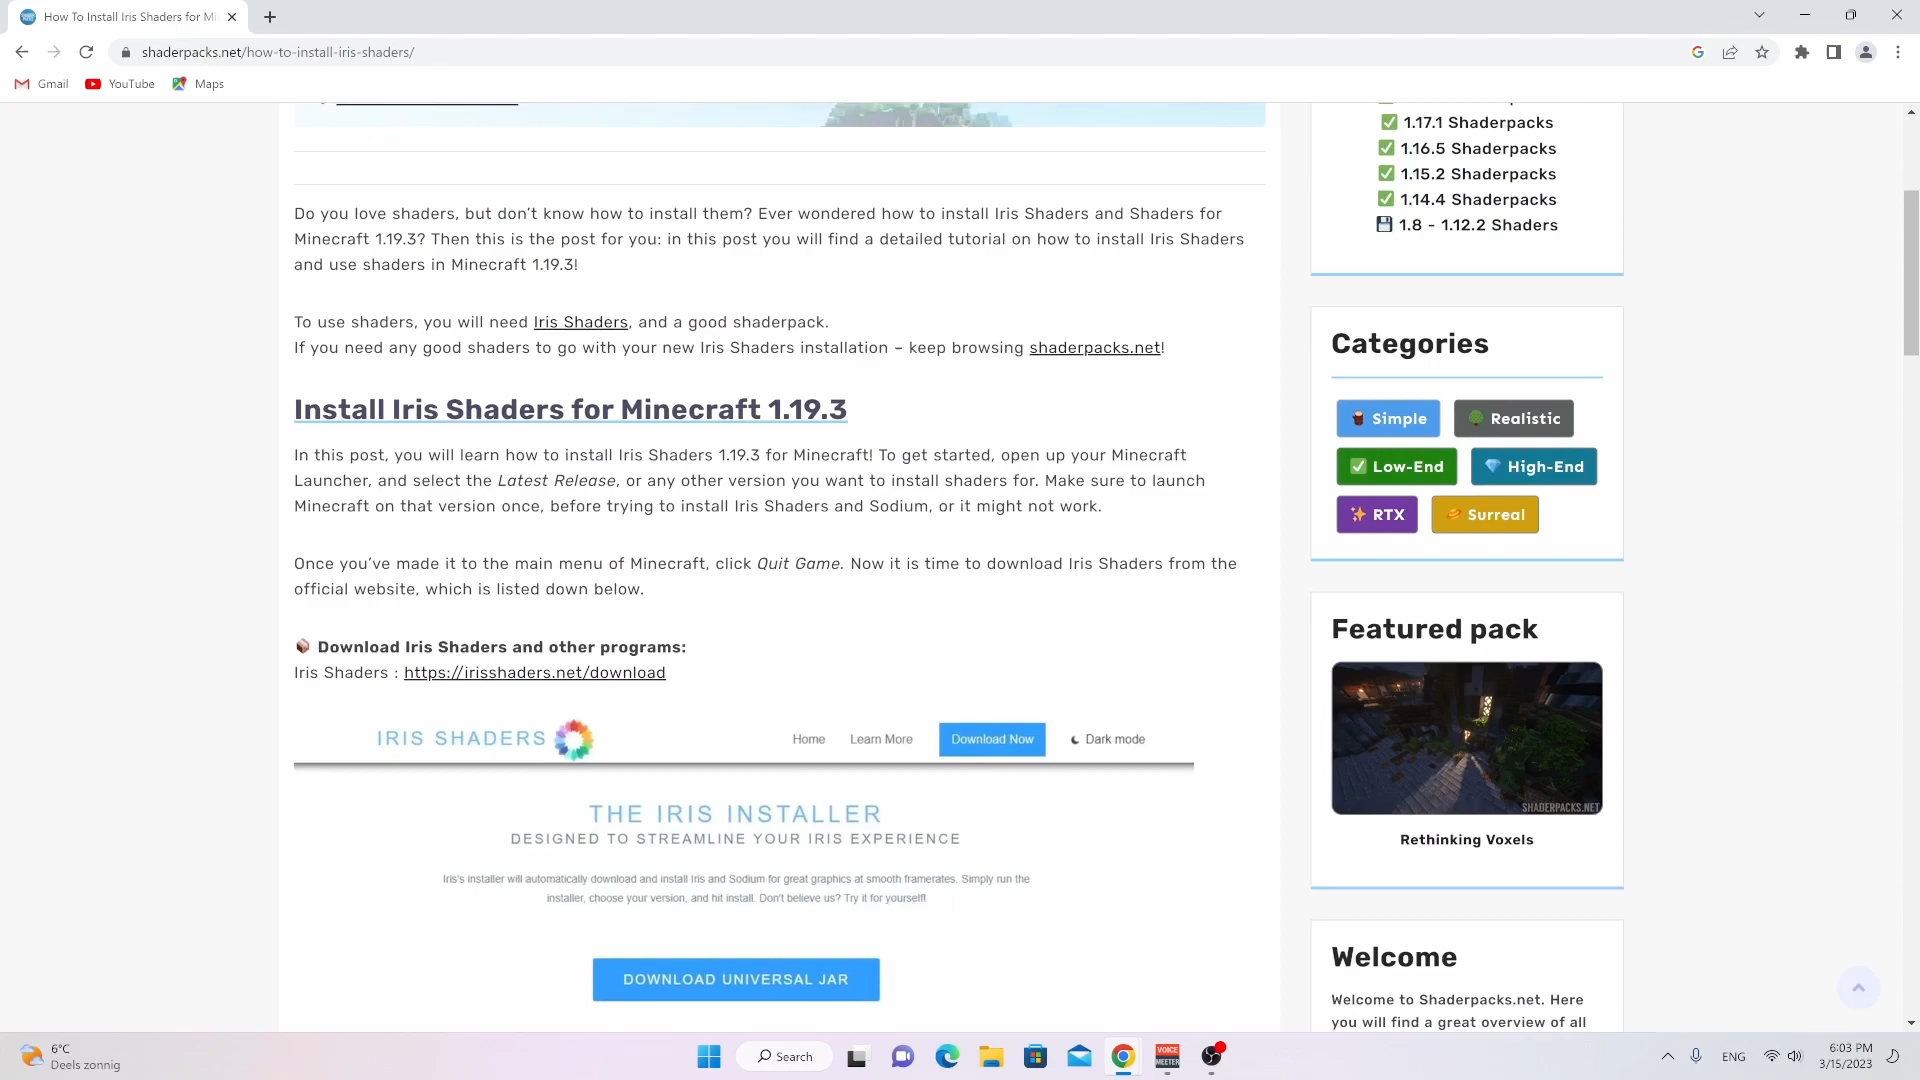 How To Install Iris Shaders for Mi
shaderpacks.net/how-to-install-iris-shaders/
Gmail
YouTube
Maps
Do you love shaders, but don't know how to install them? Ever wondered how to install Iris Shaders and Shaders for
Minecraft 1.19.3? Then this is the post for you: in this post you will find a detailed tutorial on how to install Iris Shaders
and use shaders in Minecraft 1.19.3!
To use shaders, you will need Iris Shaders, and a good shaderpack.
If you need any good shaders to go with your new Iris Shaders installation – keep browsing shaderpacks.net!
Install Iris Shaders for Minecraft 1.19.3
In this post, you will learn how to install Iris Shaders 1.19.3 for Minecraft! To get started, open up your Minecraft
Launcher, and select the Latest Release, or any other version you want to install shaders for. Make sure to launch
Minecraft on that version once, before trying to install Iris Shaders and Sodium, or it might not work.
Once you've made it to the main menu of Minecraft, click Quit Game. Now it is time to download Iris Shaders from the
official website, which is listed down below.
Download Iris Shaders and other programs:
Iris Shaders : https://irisshaders.net/download
IRIS SHADERS
Home
Learn More
Download Now
Dark mode
THE IRIS INSTALLER
DESIGNED TO STREAMLINE YOUR IRIS EXPERIENCE
Iris's installer will automatically download and install Iris and Sodium for great graphics at smooth framerates. Simply run the
installer, choose your version, and hit install. Don't believe us? Try it for yourself!
DOWNLOAD UNIVERSAL JAR
1.17.1 Shaderpacks
1.16.5 Shaderpacks
1.15.2 Shaderpacks
1.14.4 Shaderpacks
1.8 - 1.12.2 Shaders
Categories
Simple
Realistic
Low-End
High-End
RTX
Surreal
Featured pack
SHADERPACKS.NET
Rethinking Voxels
Welcome
Welcome to Shaderpacks.net. Here
you will find a great overview of all
6°C
Deels zonnig
Search
VOICE
MEETER
ENG
6:03 PM
3/15/2023